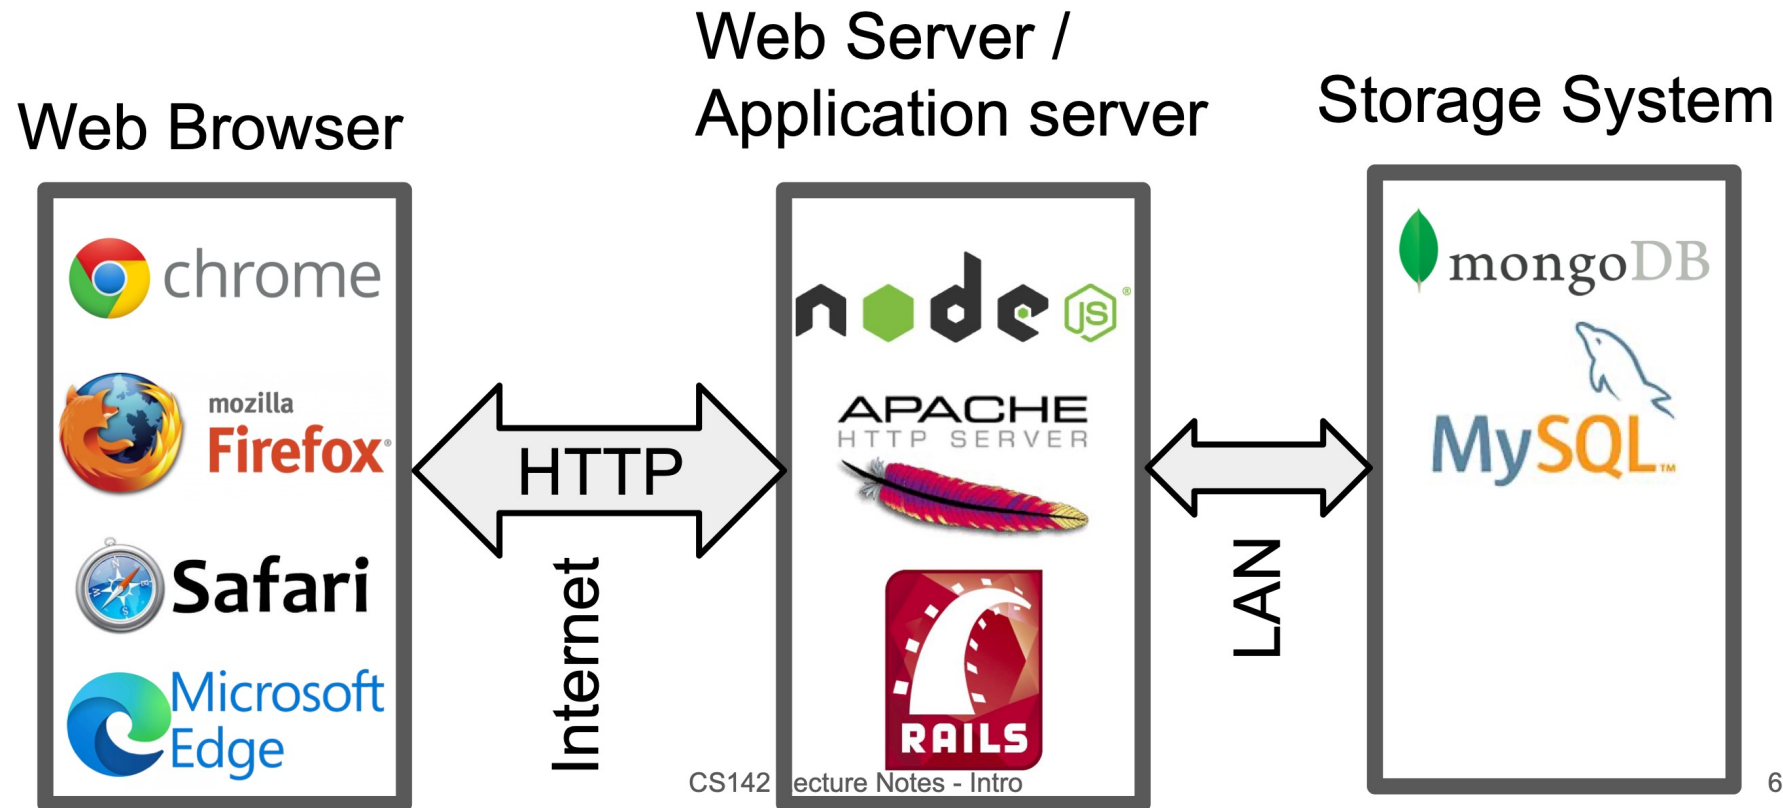 Web Browser
Web Server /
Application server
Storage System
chrome
mozilla
Firefox®
Safari
Microsoft
Edge
HTTP
Internet
node JS®
APACHE
HTTP SERVER
RAILS
LAN
mongoDB
MySQL™
CS142 ecture Notes - Intro
6